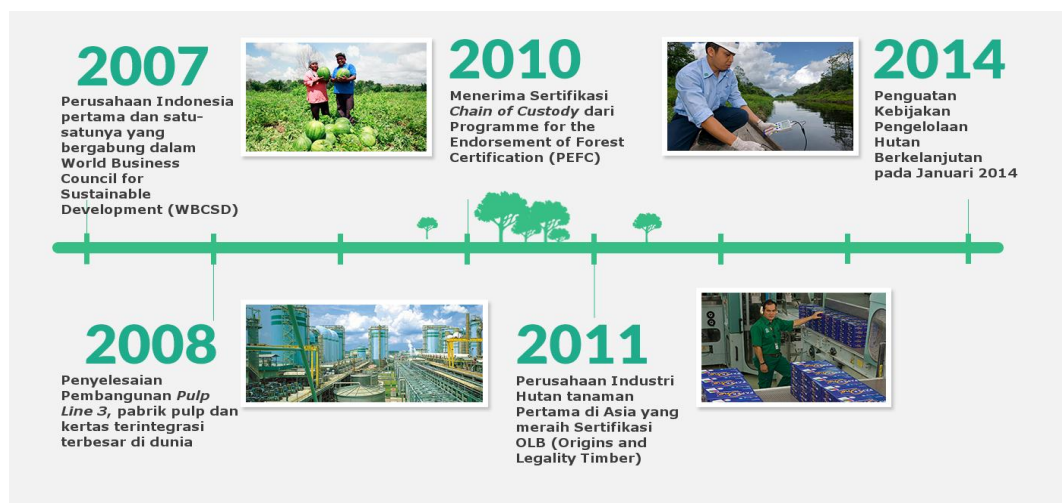 2007
Perusahaan Indonesia
pertama dan satu-
satunya yang
bergabung dalam
World Business
Council for
Sustainable
Development (WBCSD)
2010
Menerima Sertifikasi
Chain of Custody dari
Programme for the
Endorsement of Forest
Certification (PEFC)
2014
Penguatan
Kebijakan
Pengelolaan
Hutan
Berkelanjutan
pada Januari 2014
2008
Penyelesaian
Pembangunan Pulp
Line 3, pabrik pulp dan
kertas terintegrasi
terbesar di dunia
2011
Perusahaan Industri
Hutan tanaman
Pertama di Asia yang
meraih Sertifikasi
OLB (Origins and
Legality Timber)